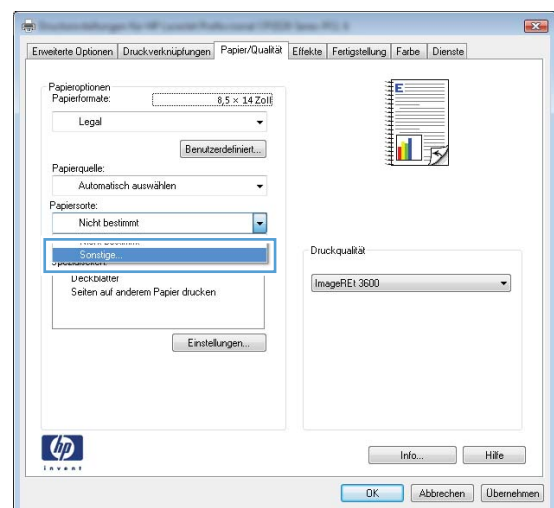 Erweiterte Optionen Druckverknüpfungen Papier/Qualität Effekte Fertigstellung Farbe Dienste
Papieroptionen
Papierformate: 8,5 × 14 Zoll
Legal
Benutzerdefiniert...
Papierquelle:
Automatisch auswählen
Papiersorte:
Nicht bestimmt
Sonstige...
Deckblätter
Seiten auf anderem Papier drucken
Einstellungen...
E
Druckqualität
ImageREt 3600
hp
invent
Info... Hilfe
OK Abbrechen Übernehmen